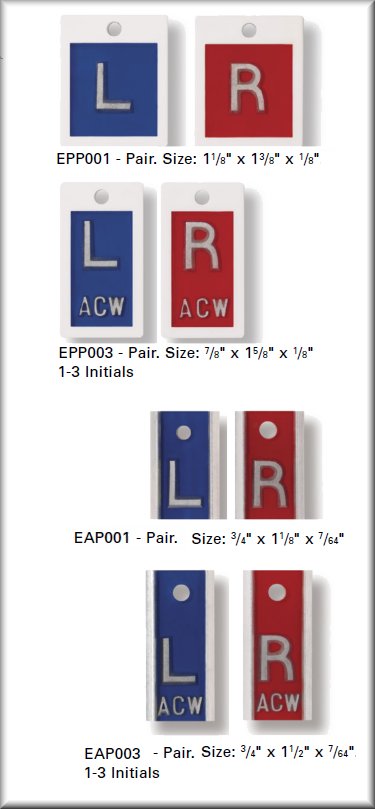 L R
EPP001 - Pair. Size: 1 1/8" x 1 3/8" x 1/8"
L R
ACW ACW
EPP003 - Pair. Size: 7/8" x 1 5/8" x 1/8"
1-3 Initials
L R
EAP001 - Pair. Size: 3/4" x 1 1/8" x 7/64"
L R
ACW ACW
EAP003 - Pair. Size: 3/4" x 1 1/2" x 7/64"
1-3 Initials